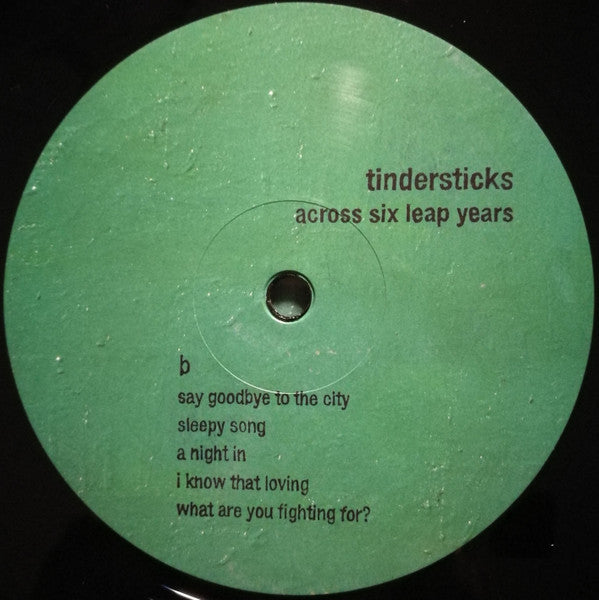 tindersticks
across six leap years
b
say goodbye to the city
sleepy song
a night in
i know that loving
what are you fighting for?